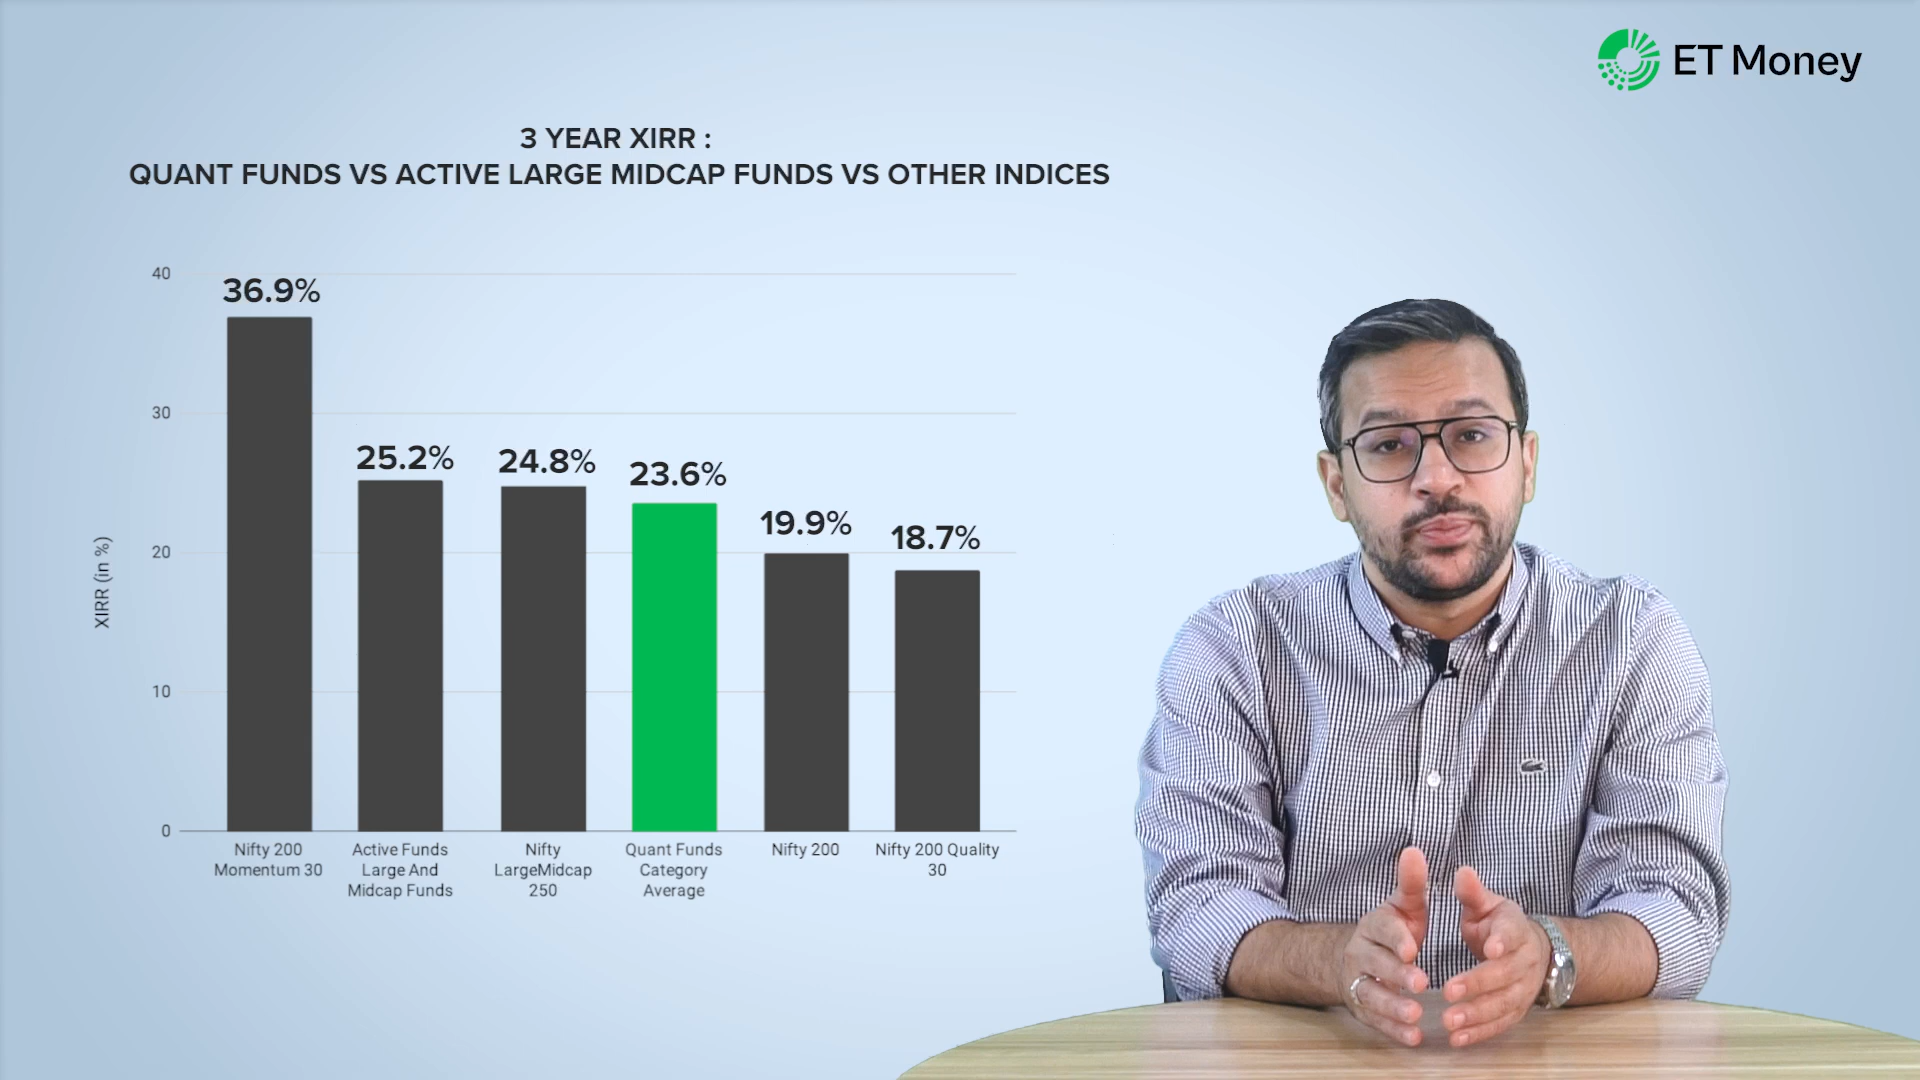 ET Money
3 YEAR XIRR :
QUANT FUNDS VS ACTIVE LARGE MIDCAP FUNDS VS OTHER INDICES
XIRR (in %)
40
30
20
10
0
36.9%
25.2%
24.8%
23.6%
19.9%
18.7%
Nifty 200
Momentum 30
Active Funds
Large And
Midcap Funds
Nifty
LargeMidcap
250
Quant Funds
Category
Average
Nifty 200
Nifty 200 Quality
30